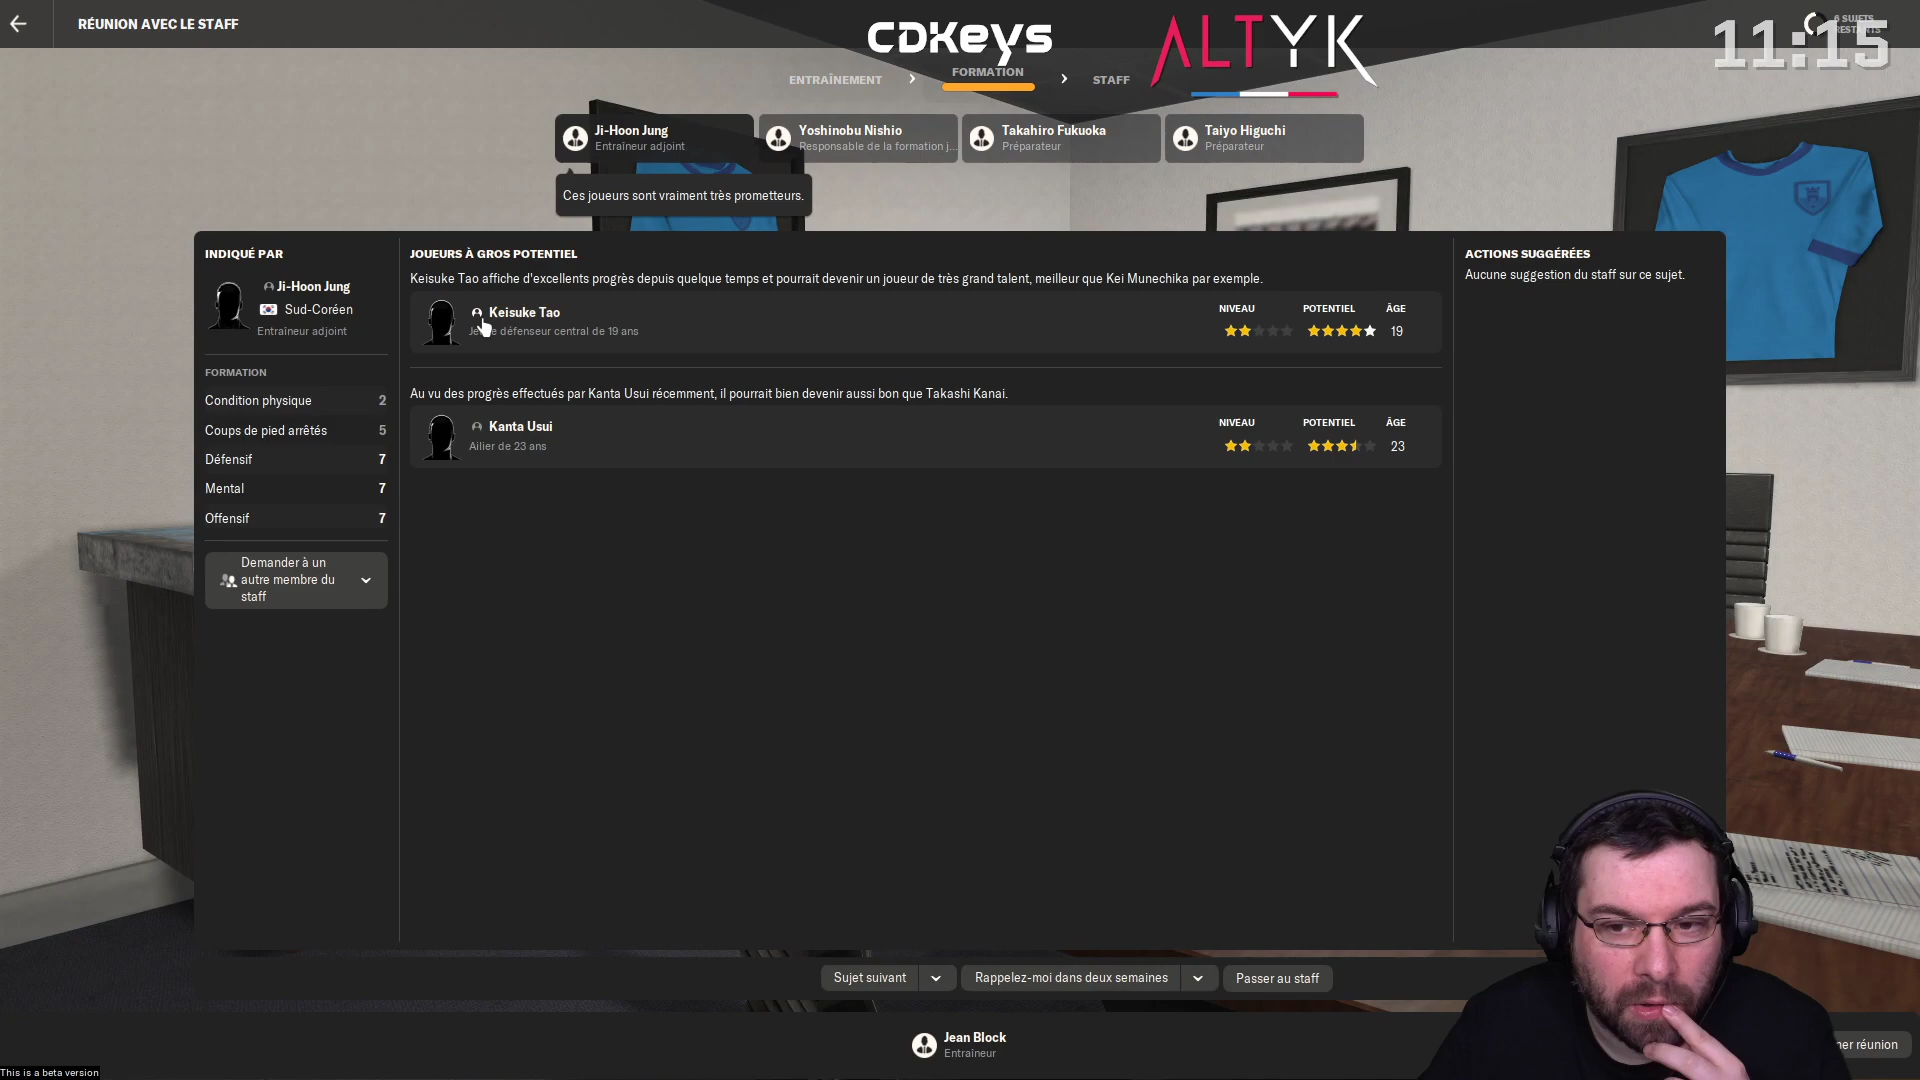 RÉUNION AVEC LE STAFF
CDKeys
ALTYK
6 SUJETS
RESTANTS
11:15
ENTRAÎNEMENT
FORMATION
STAFF
Ji-Hoon Jung
Entraîneur adjoint
Yoshinobu Nishio
Responsable de la formation j...
Takahiro Fukuoka
Préparateur
Taiyo Higuchi
Préparateur
Ces joueurs sont vraiment très prometteurs.
INDIQUÉ PAR
Ji-Hoon Jung
Sud-Coréen
Entraîneur adjoint
FORMATION
Condition physique 2
Coups de pied arrêtés 5
Défensif 7
Mental 7
Offensif 7
Demander à un
autre membre du
staff
JOUEURS À GROS POTENTIEL
Keisuke Tao affiche d'excellents progrès depuis quelque temps et pourrait devenir un joueur de très grand talent, meilleur que Kei Munechika par exemple.
Keisuke Tao
défenseur central de 19 ans
NIVEAU POTENTIEL ÂGE
19
Au vu des progrès effectués par Kanta Usui récemment, il pourrait bien devenir aussi bon que Takashi Kanai.
Kanta Usui
Ailier de 23 ans
NIVEAU POTENTIEL ÂGE
23
ACTIONS SUGGÉRÉES
Aucune suggestion du staff sur ce sujet.
Sujet suivant
Rappelez-moi dans deux semaines
Passer au staff
Jean Block
Entraîneur
ner réunion
This is a beta version